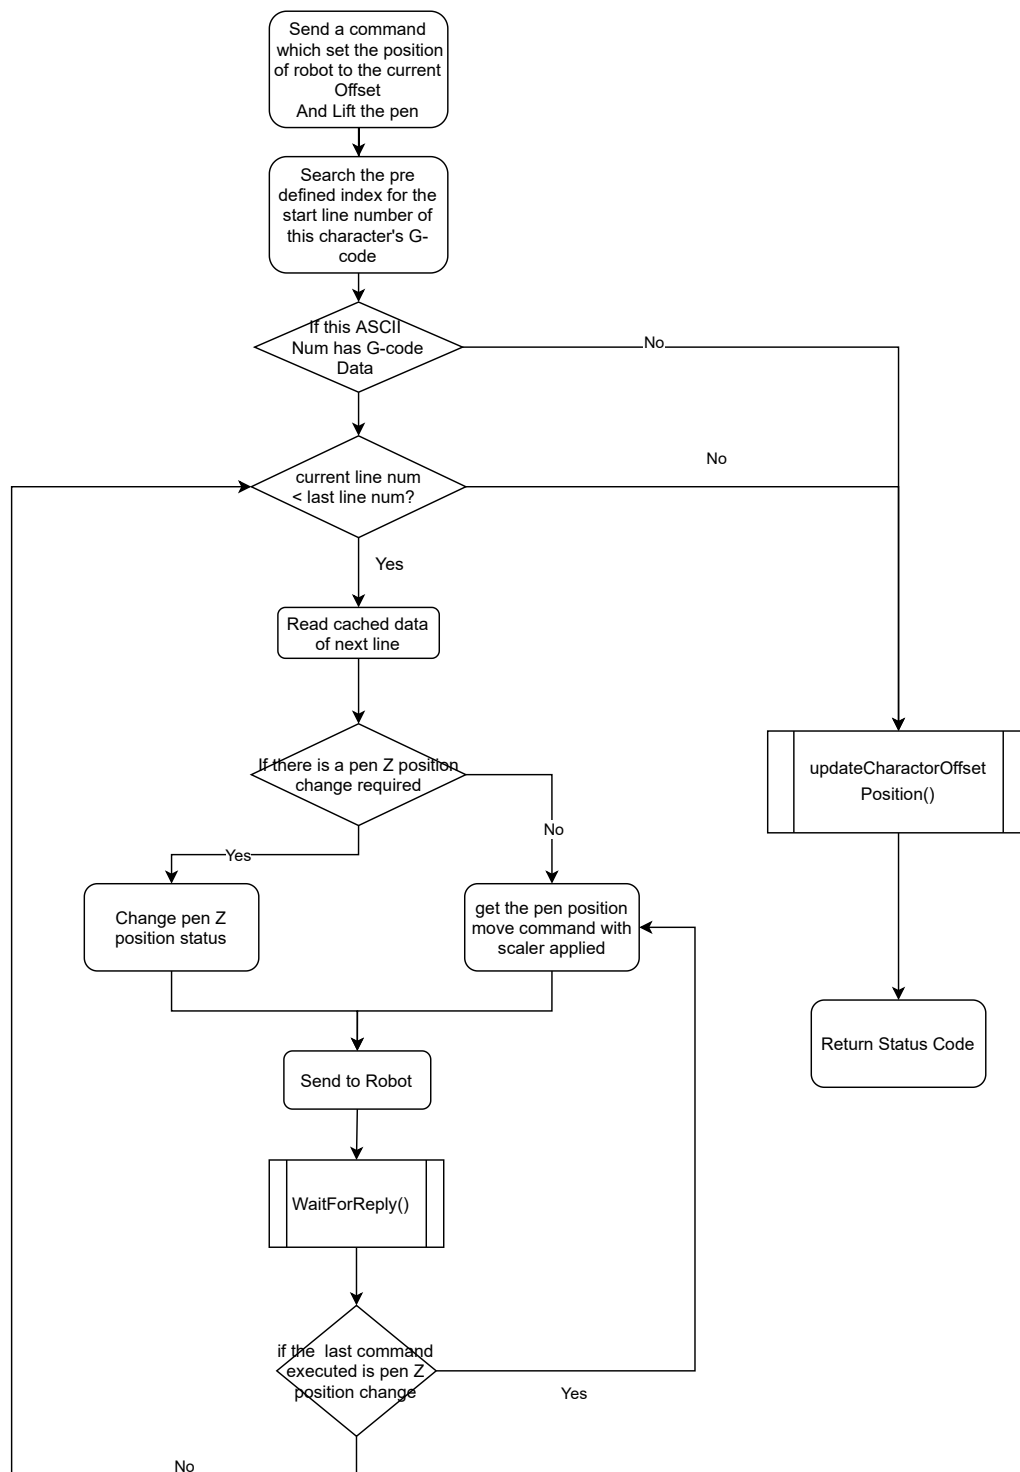 Send a command
which set the position
of robot to the current
Offset
And Lift the pen
Search the pre
defined index for the
start line number of
this character's G-
code
If this ASCII
Num has G-code
Data
No
current line num
< last line num?
No
Yes
Read cached data
of next line
If there is a pen Z position
change required
No
Yes
Change pen Z
position status
get the pen position
move command with
scaler applied
Send to Robot
WaitForReply()
if the  last command
executed is pen Z
position change
Yes
No
updateCharactorOffset
Position()
Return Status Code